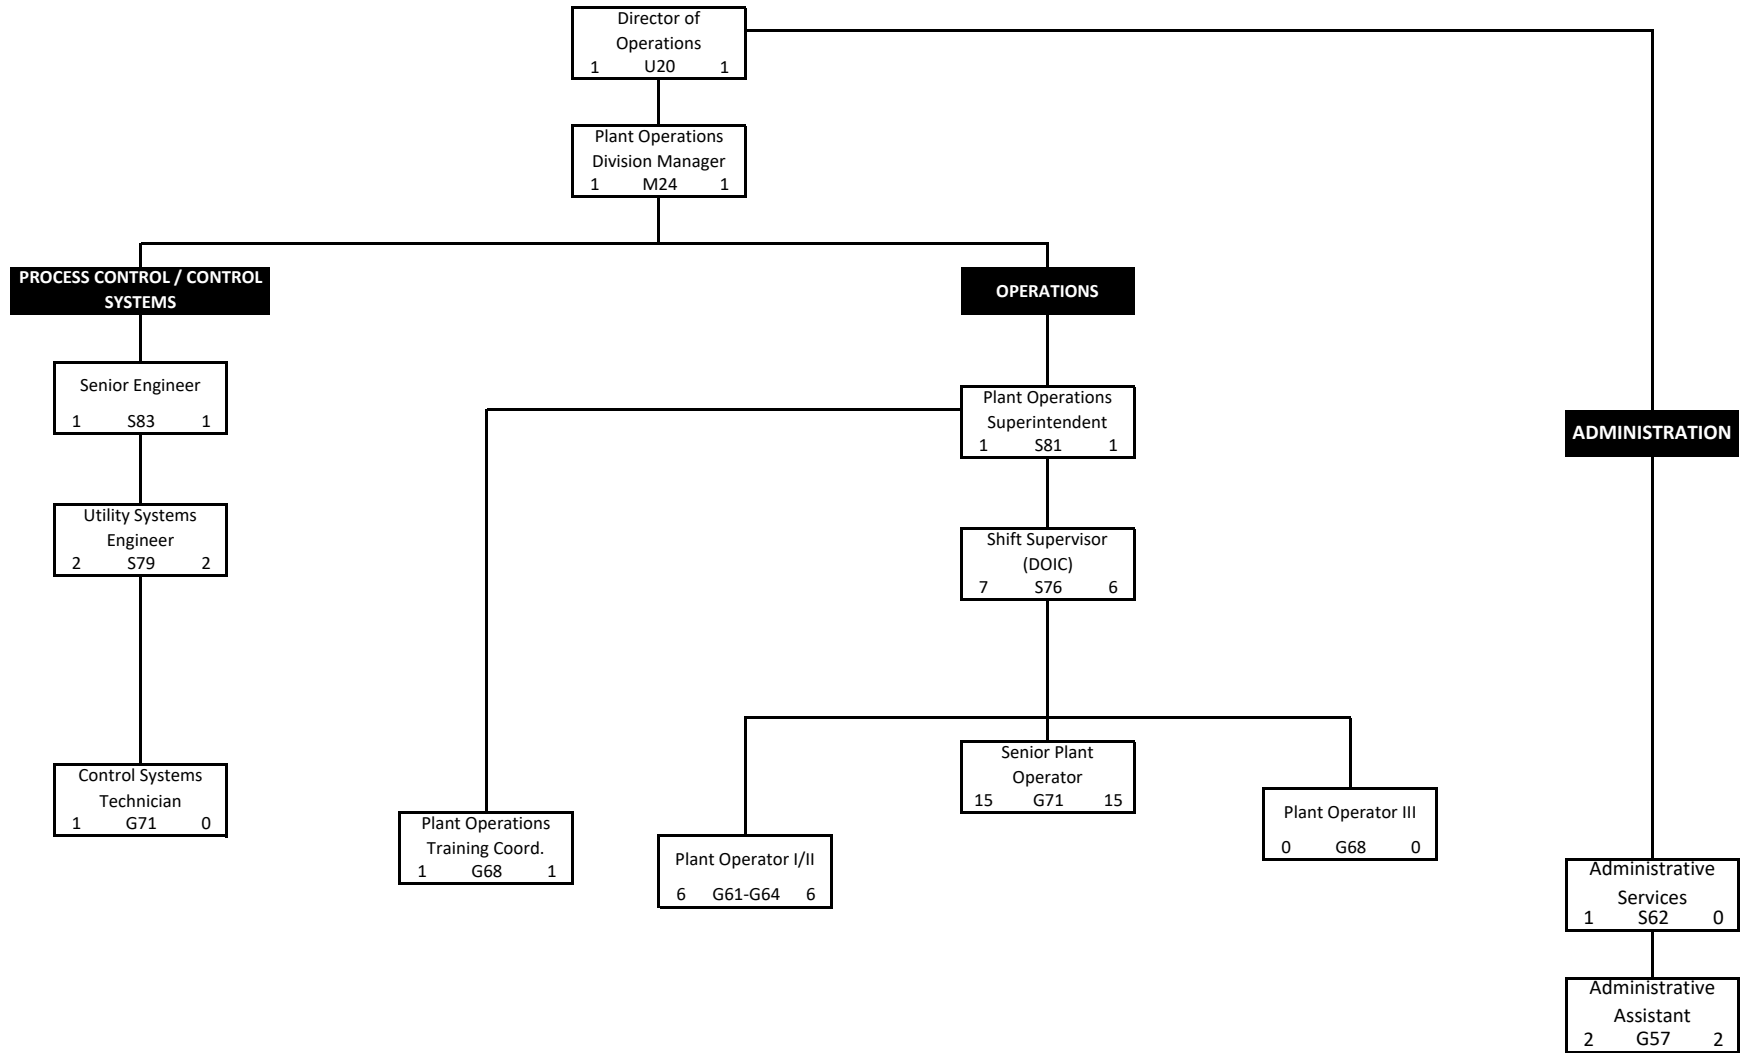 Director of
Operations
1 U20 1
Plant Operations
Division Manager
1 M24 1
PROCESS CONTROL / CONTROL
SYSTEMS
OPERATIONS
Senior Engineer
1 S83 1
Plant Operations
Superintendent
1 S81 1
ADMINISTRATION
Utility Systems
Engineer
2 S79 2
Shift Supervisor
(DOIC)
7 S76 6
Control Systems
Technician
1 G71 0
Plant Operations
Training Coord.
1 G68 1
Plant Operator I/II
6 G61-G64 6
Senior Plant
Operator
15 G71 15
Plant Operator III
0 G68 0
Administrative
Services
1 S62 0
Administrative
Assistant
2 G57 2